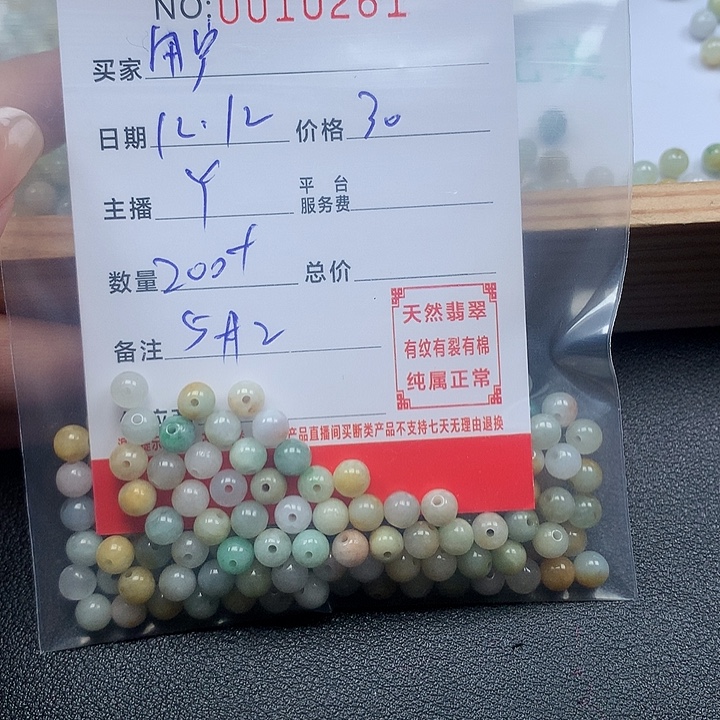 NO:0010261
买家
日期 12.12 价格 30
主播 Y 平台服务费
数量 200+ 总价
备注 5A2
天然翡翠
有纹有裂有棉
纯属正常
产品直播间买断类产品不支持七天无理由退换